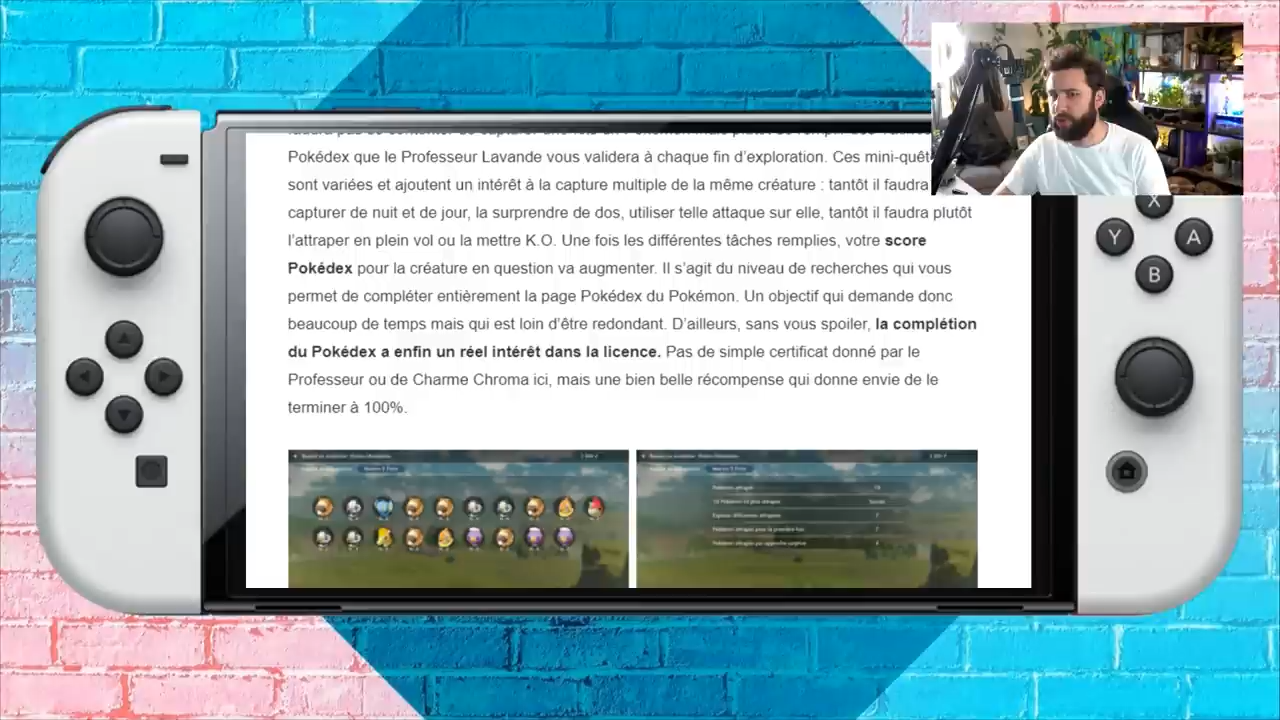 Pokédex que le Professeur Lavande vous validera à chaque fin d'exploration. Ces mini-quêt
sont variées et ajoutent un intérêt à la capture multiple de la même créature : tantôt il faudra
capturer de nuit et de jour, la surprendre de dos, utiliser telle attaque sur elle, tantôt il faudra plutôt
l'attraper en plein vol ou la mettre K.O. Une fois les différentes tâches remplies, votre score
Pokédex pour la créature en question va augmenter. Il s'agit du niveau de recherches qui vous
permet de compléter entièrement la page Pokédex du Pokémon. Un objectif qui demande donc
beaucoup de temps mais qui est loin d'être redondant. D'ailleurs, sans vous spoiler, la complétion
du Pokédex a enfin un réel intérêt dans la licence. Pas de simple certificat donné par le
Professeur ou de Charme Chroma ici, mais une bien belle récompense qui donne envie de le
terminer à 100%.
X
Y
A
B